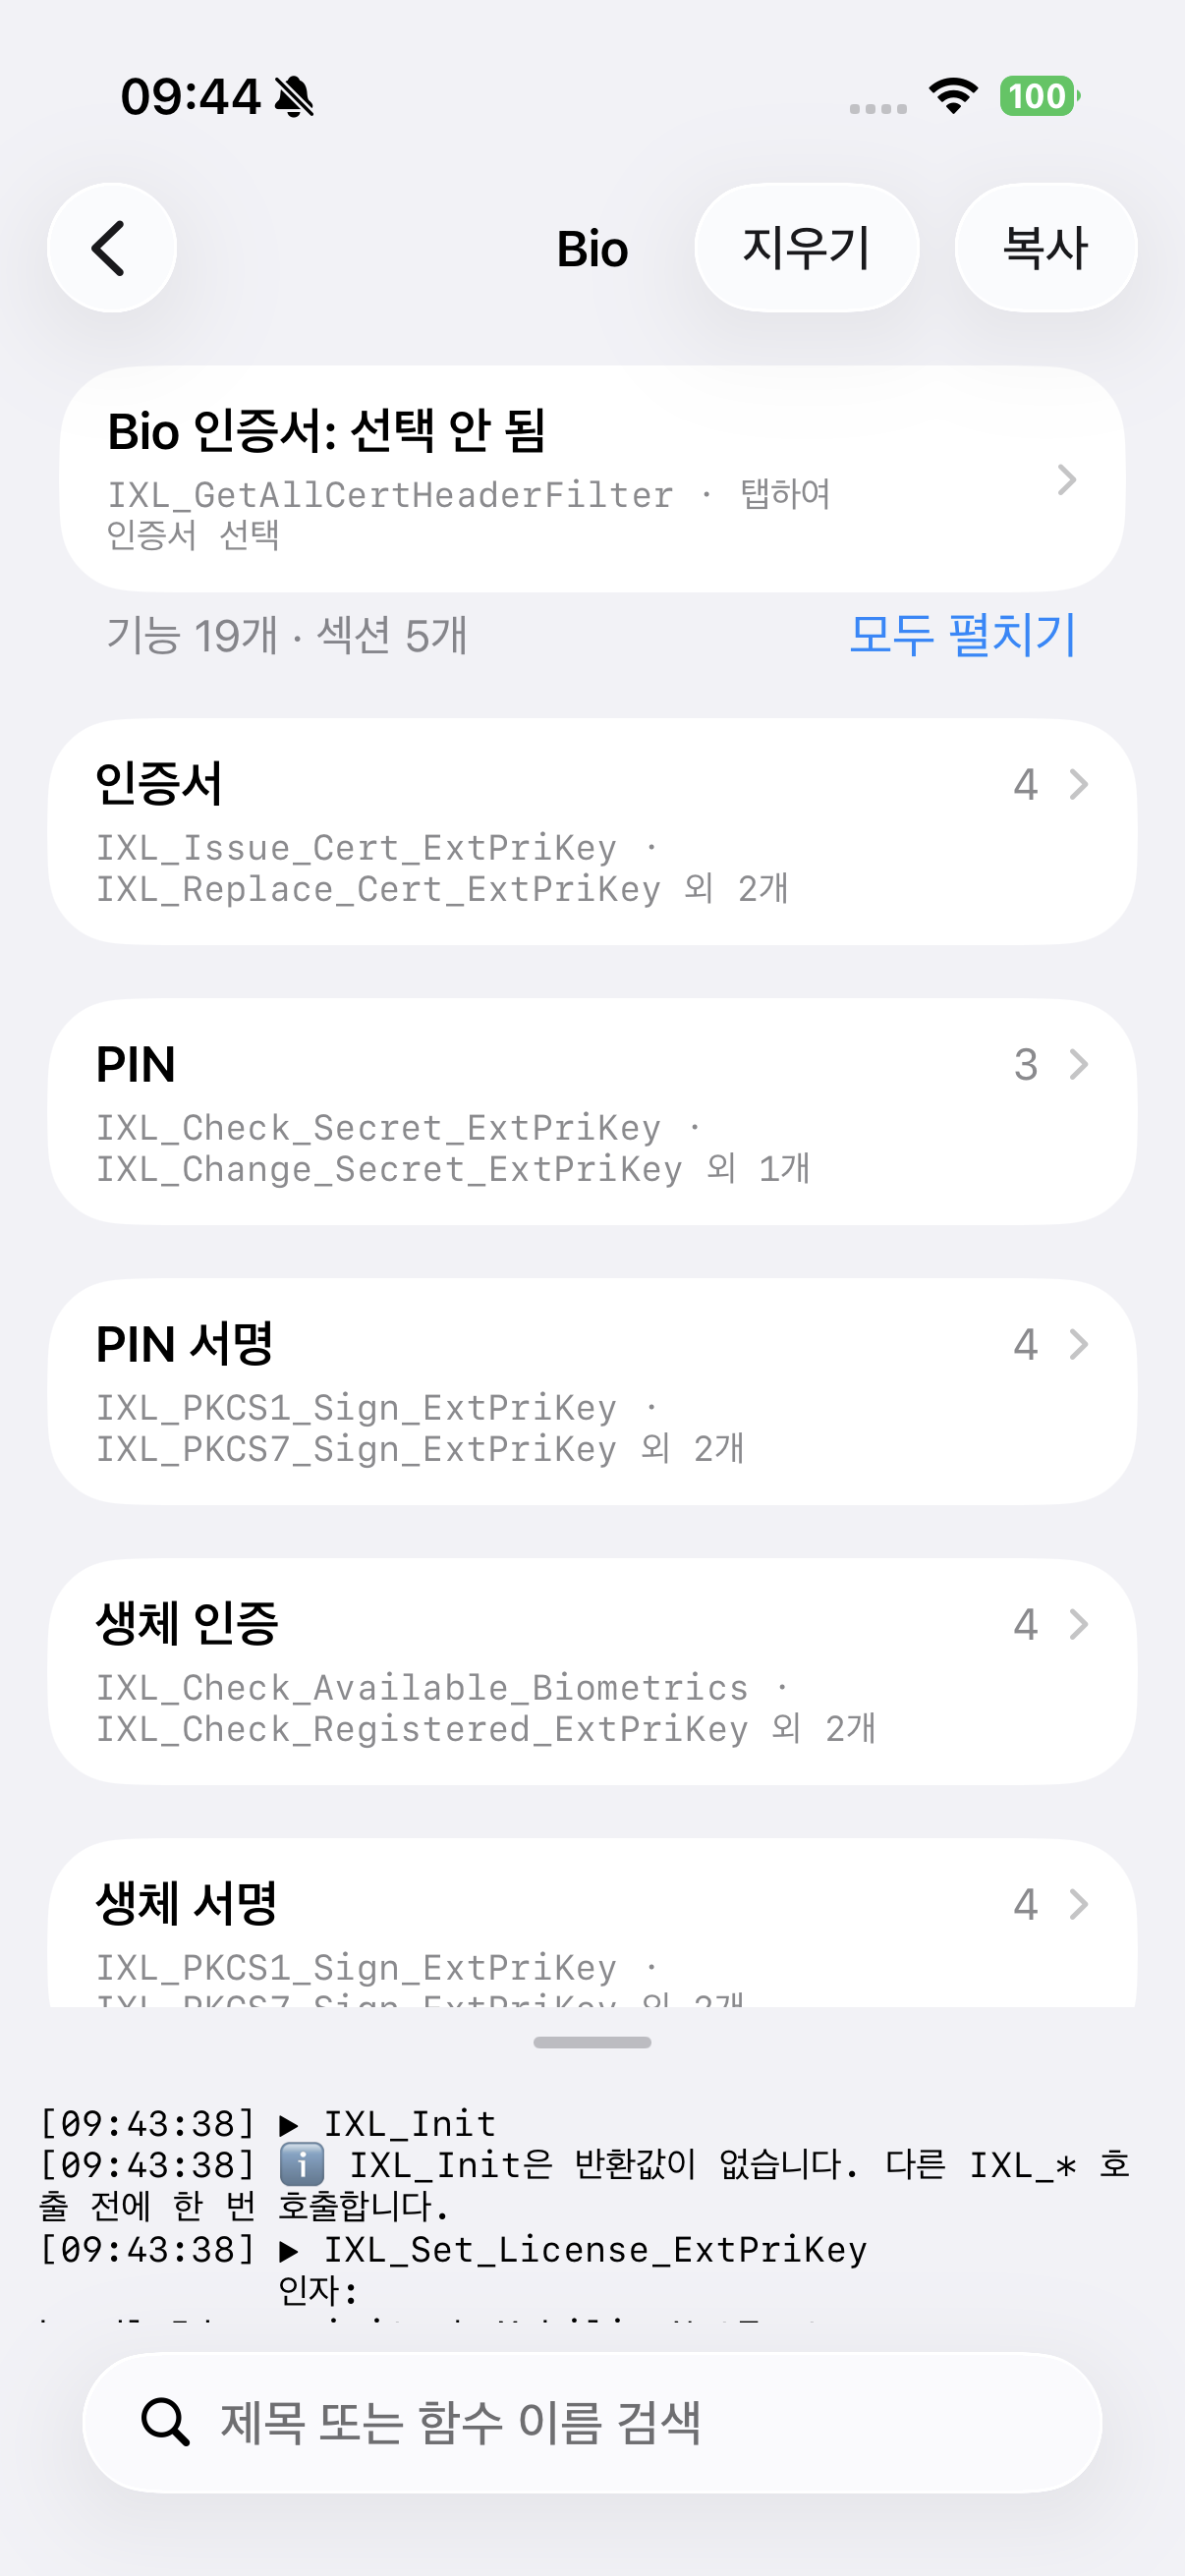 09:44
100
Bio
지우기
복사
Bio 인증서: 선택 안 됨
IXL_GetAllCertHeaderFilter · 탭하여
인증서 선택
기능 19개 · 섹션 5개
모두 펼치기
인증서
4
IXL_Issue_Cert_ExtPriKey ·
IXL_Replace_Cert_ExtPriKey 외 2개
PIN
3
IXL_Check_Secret_ExtPriKey ·
IXL_Change_Secret_ExtPriKey 외 1개
PIN 서명
4
IXL_PKCS1_Sign_ExtPriKey ·
IXL_PKCS7_Sign_ExtPriKey 외 2개
생체 인증
4
IXL_Check_Available_Biometrics ·
IXL_Check_Registered_ExtPriKey 외 2개
생체 서명
4
IXL_PKCS1_Sign_ExtPriKey ·
IXL_PKCS7_Sign_ExtPriKey 외 2개
[09:43:38] ▶ IXL_Init
[09:43:38] ℹ️ IXL_Init은 반환값이 없습니다. 다른 IXL_* 호
출 전에 한 번 호출합니다.
[09:43:38] ▶ IXL_Set_License_ExtPriKey
인자:
제목 또는 함수 이름 검색